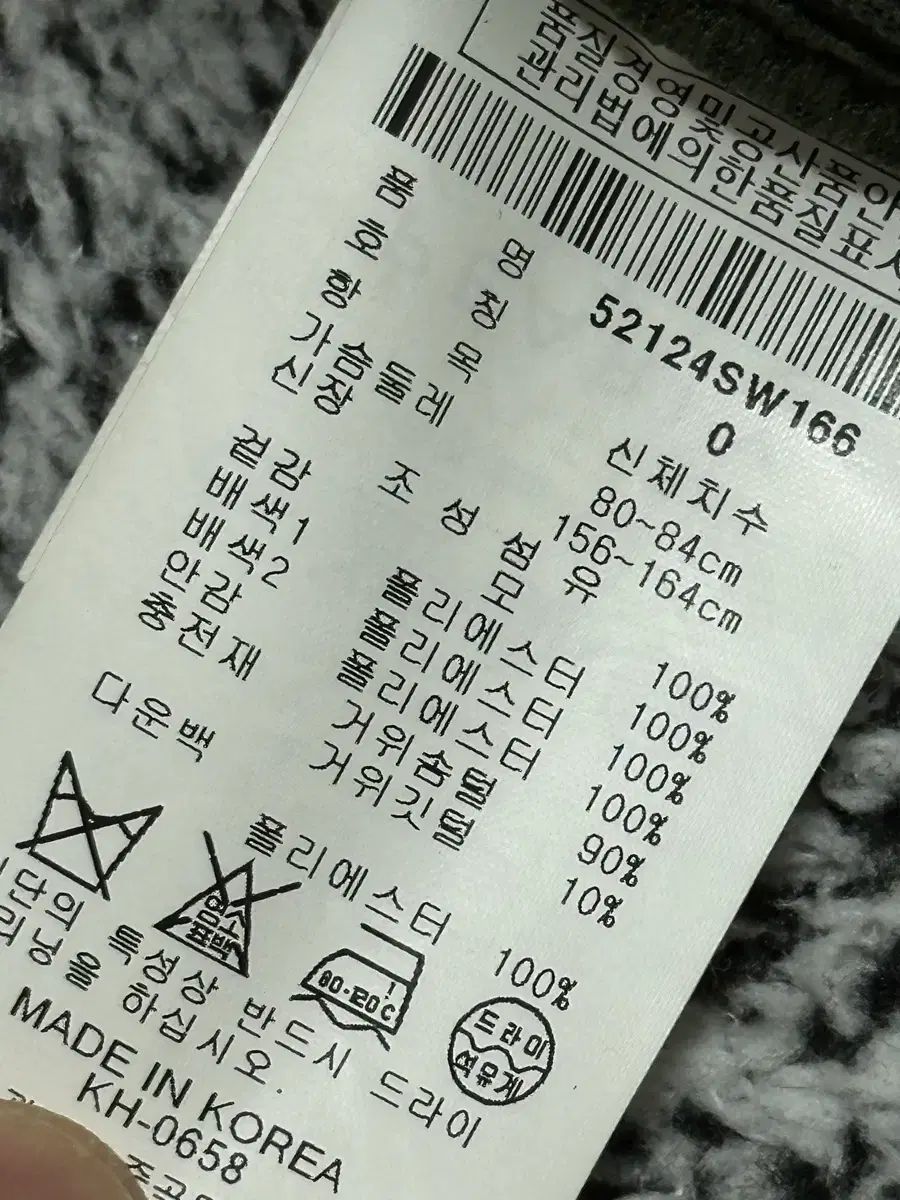 품질경영및공산품안
관리법에의한품질표
품 명 52124SW166
호 칭 0
항 목 신체치수
가슴둘레 80~84cm
신장 156~164cm
조 성 섬 유
겉감 모 100%
배색1 폴리에스터 100%
배색2 폴리에스터 100%
안감 폴리에스터 100%
충전재 거위솜털 90%
거위깃털 10%
다운백 폴리에스터 100%
염소
표백
80-120℃
드라이
석유계
단의 특성상 반드시 드라이
리닝을 하십시오.
MADE IN KOREA
KH-0658